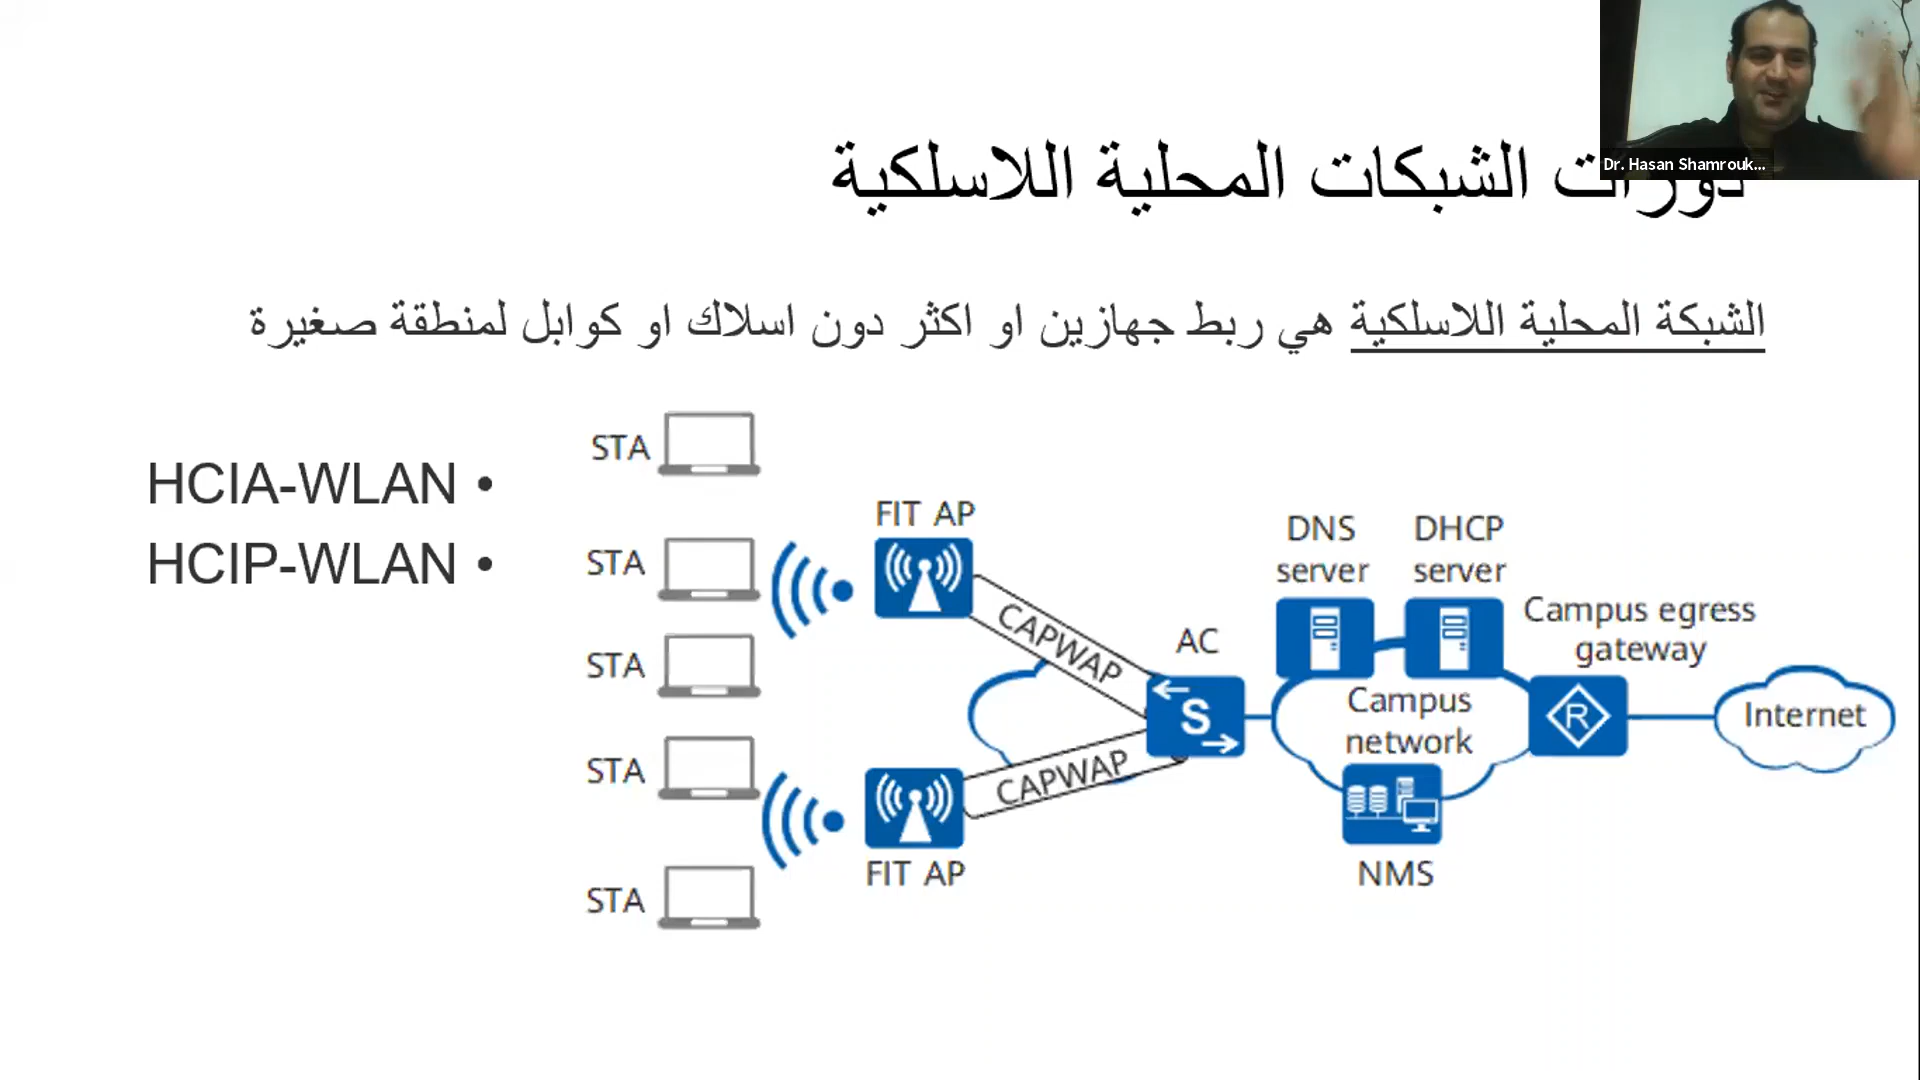 دورات الشبكات المحلية اللاسلكية
Dr. Hasan Shamrouk...
الشبكة المحلية اللاسلكية هي ربط جهازين او اكثر دون اسلاك او كوابل لمنطقة صغيرة
• HCIA-WLAN
• HCIP-WLAN
STA
STA
STA
STA
STA
FIT AP
CAPWAP
CAPWAP
FIT AP
AC
S
DNS server
DHCP server
Campus network
NMS
Campus egress gateway
R
Internet